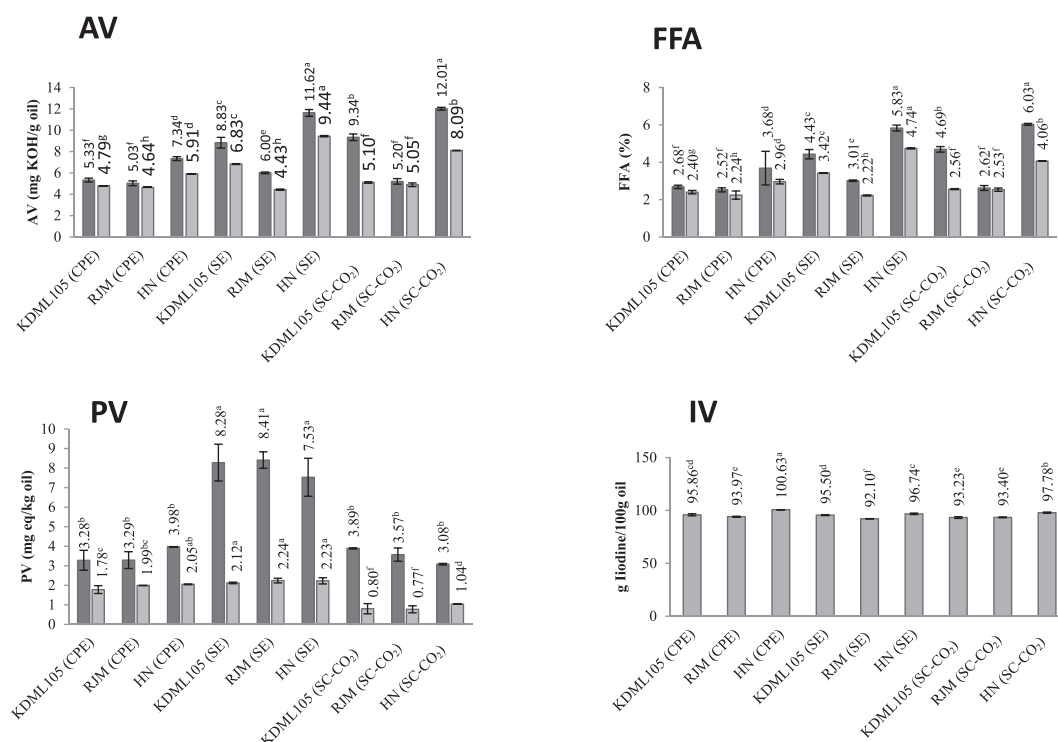 AV
AV (mg KOH/g oil)
14
12
10
8
6
4
2
0
5.33ᶠ
4.79ᵍ
5.03ᶠ
4.64ʰ
7.34ᵈ
5.91ᵈ
8.83ᶜ
6.83ᶜ
6.00ᵉ
4.43ʰ
11.62ᵃ
9.44ᵃ
9.34ᵇ
5.10ᶠ
5.20ᶠ
5.05ᶠ
12.01ᵃ
8.09ᵇ
KDML105 (CPE)
RJM (CPE)
HN (CPE)
KDML105 (SE)
RJM (SE)
HN (SE)
KDML105 (SC-CO₂)
RJM (SC-CO₂)
HN (SC-CO₂)
FFA
FFA (%)
8
6
4
2
0
2.68ᶠ
2.40ᵍ
2.52ᶠ
2.24ʰ
3.68ᵈ
2.96ᵈ
4.43ᶜ
3.42ᶜ
3.01ᵉ
2.22ʰ
5.83ᵃ
4.74ᵃ
4.69ᵇ
2.56ᶠ
2.62ᶠ
2.53ᶠ
6.03ᵃ
4.06ᵇ
KDML105 (CPE)
RJM (CPE)
HN (CPE)
KDML105 (SE)
RJM (SE)
HN (SE)
KDML105 (SC-CO₂)
RJM (SC-CO₂)
HN (SC-CO₂)
PV
PV (mg eq/kg oil)
10
9
8
7
6
5
4
3
2
1
0
3.28ᵇ
1.78ᶜ
3.29ᵇ
1.99ᵇᶜ
3.98ᵇ
2.05ᵃᵇ
8.28ᵃ
2.12ᵃ
8.41ᵃ
2.24ᵃ
7.53ᵃ
2.23ᵃ
3.89ᵇ
0.80ᶠ
3.57ᵇ
0.77ᶠ
3.08ᵇ
1.04ᵈ
KDML105 (CPE)
RJM (CPE)
HN (CPE)
KDML105 (SE)
RJM (SE)
HN (SE)
KDML105 (SC-CO₂)
RJM (SC-CO₂)
HN (SC-CO₂)
IV
g Iiodine/100g oil
150
100
50
0
95.86ᶜᵈ
93.97ᵉ
100.63ᵃ
95.50ᵈ
92.10ᶠ
96.74ᶜ
93.23ᵉ
93.40ᵉ
97.78ᵇ
KDML105 (CPE)
RJM (CPE)
HN (CPE)
KDML105 (SE)
RJM (SE)
HN (SE)
KDML105 (SC-CO₂)
RJM (SC-CO₂)
HN (SC-CO₂)